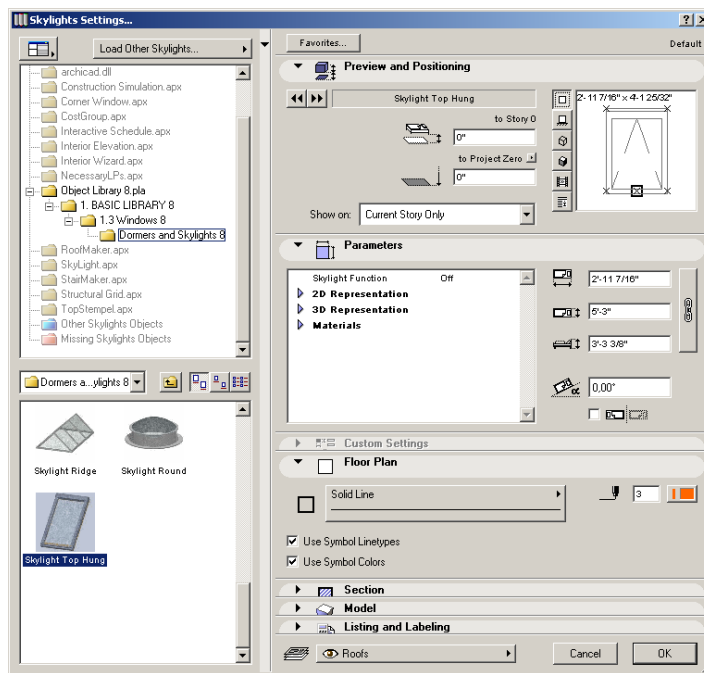 Skylights Settings...
Load Other Skylights...
archicad.dll
Construction Simulation.apx
Corner Window.apx
CostGroup.apx
Interactive Schedule.apx
Interior Elevation.apx
Interior Wizard.apx
NecessaryLPs.apx
Object Library 8.pla
1. BASIC LIBRARY 8
1.3 Windows 8
Dormers and Skylights 8
RoofMaker.apx
SkyLight.apx
StairMaker.apx
Structural Grid.apx
TopStempel.apx
Other Skylights Objects
Missing Skylights Objects
Dormers a...ylights 8
Skylight Ridge
Skylight Round
Skylight Top Hung
Favorites...
Default
Preview and Positioning
Skylight Top Hung
to Story 0
0"
to Project Zero
0"
Show on: Current Story Only
2'-11 7/16" x 4'-1 25/32"
Parameters
Skylight Function Off
2D Representation
3D Representation
Materials
2'-11 7/16"
5'-3"
3'-3 3/8"
α 0,00°
Custom Settings
Floor Plan
Solid Line
3
Use Symbol Linetypes
Use Symbol Colors
Section
Model
Listing and Labeling
Roofs
Cancel
OK